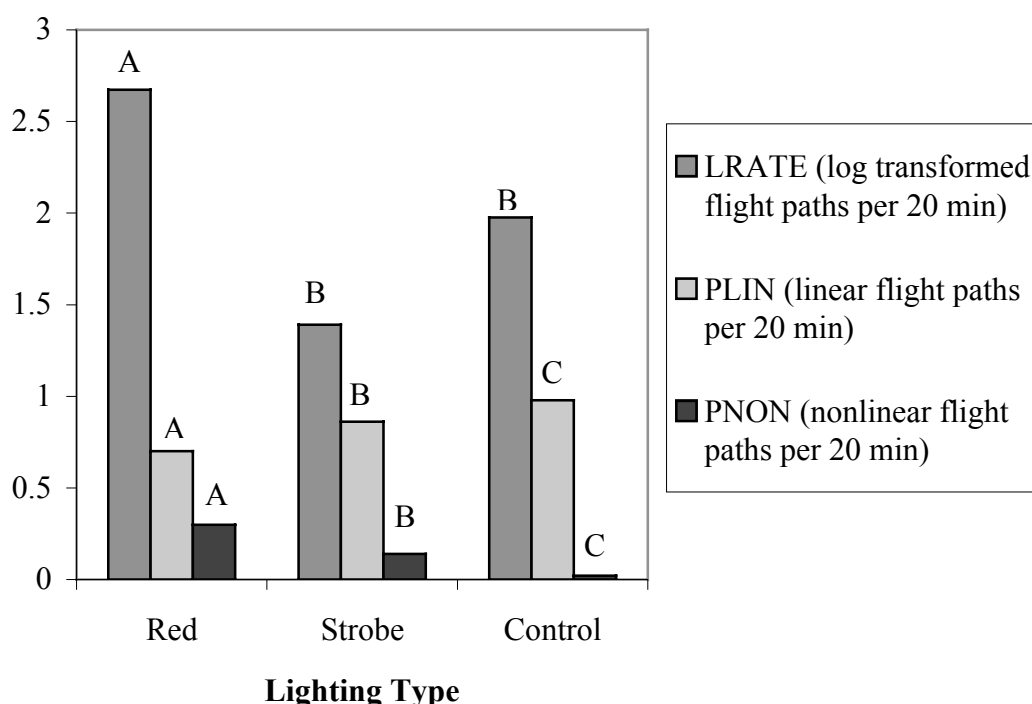 3
2.5
2
1.5
1
0.5
0
A
A
A
B
B
B
B
C
C
Red
Strobe
Control
Lighting Type
LRATE (log transformed
flight paths per 20 min)
PLIN (linear flight paths
per 20 min)
PNON (nonlinear flight
paths per 20 min)